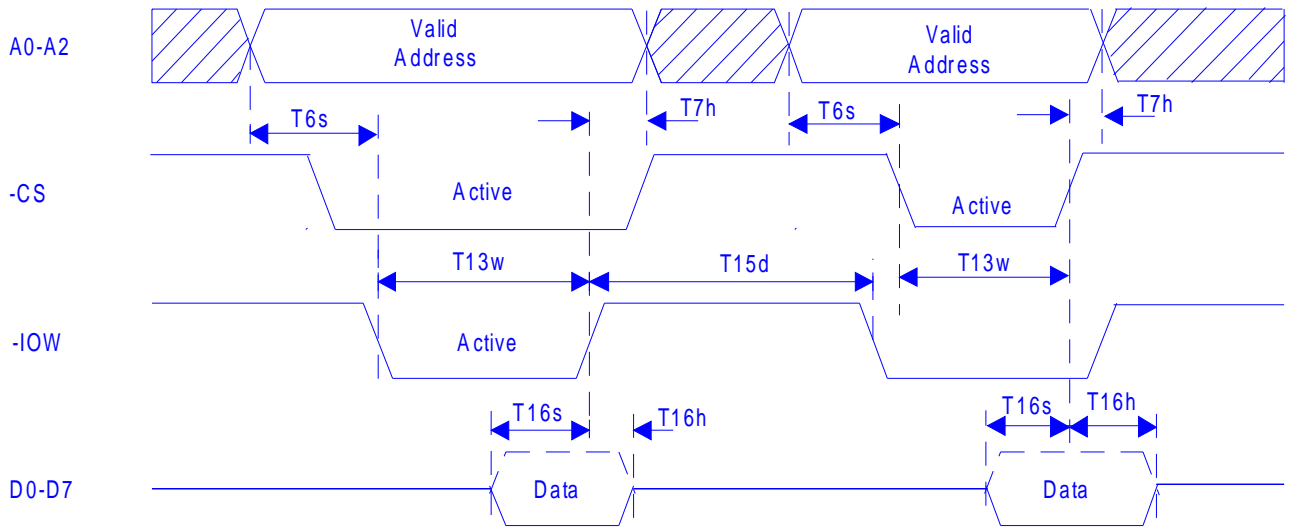 A0-A2
Valid
Address
Valid
Address
T6s
T7h
T6s
T7h
-CS
Active
Active
T13w
T15d
T13w
-IOW
Active
T16s
T16h
T16s
T16h
D0-D7
Data
Data